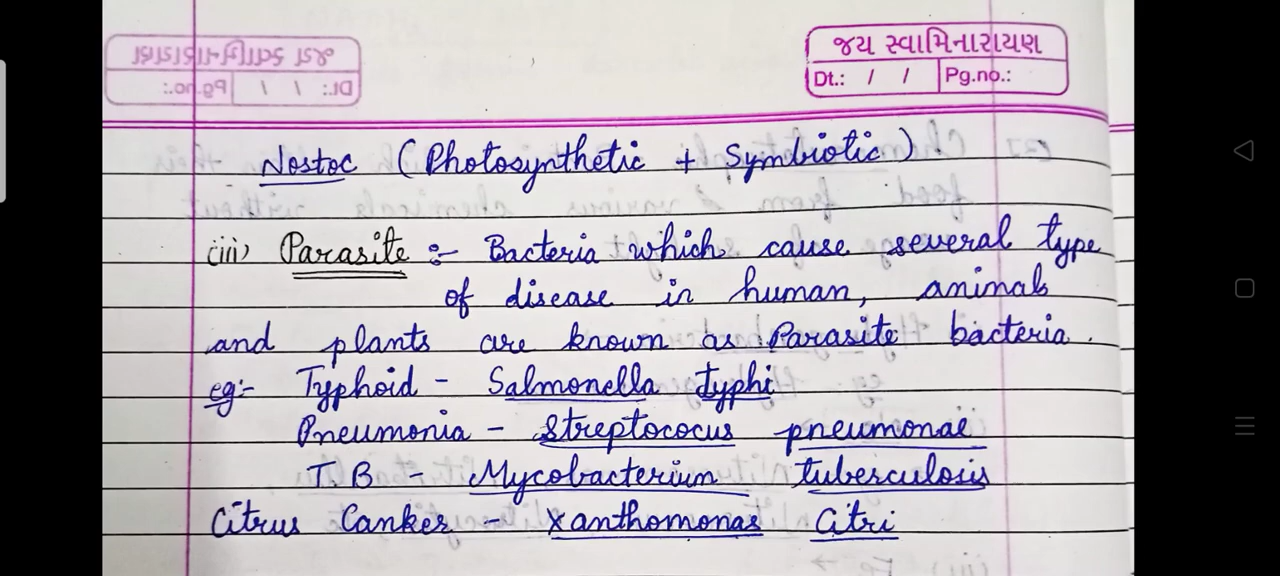 જય સ્વામિનારાયણ
Dt.: / / Pg.no.:
Nostoc (Photosynthetic + Symbiotic)
(iii) Parasite :- Bacteria which cause several type
of disease in human, animals
and plants are known as Parasite bacteria.
eg:- Typhoid - Salmonella typhi
Pneumonia - Streptococus pneumonae
T.B - Mycobacterium tuberculosis
Citrus Canker - Xanthomonas Citri